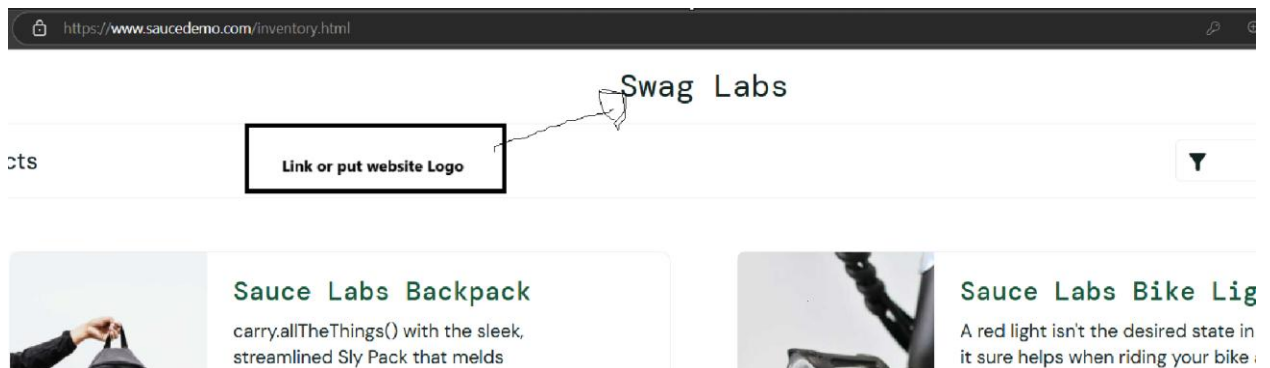 https://www.saucedemo.com/inventory.html
Swag Labs
cts
Link or put website Logo
Sauce Labs Backpack
carry.allTheThings() with the sleek,
streamlined Sly Pack that melds
Sauce Labs Bike Lig
A red light isn't the desired state in
it sure helps when riding your bike